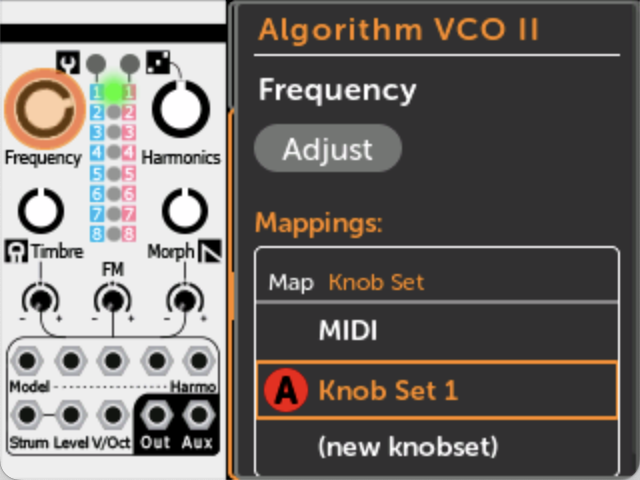 Algorithm VCO II
Frequency
Adjust
Mappings:
Map Knob Set
MIDI
A Knob Set 1
(new knobset)
1 1
2 2
3 3
4 4
5 5
6 6
7 7
8 8
Frequency Harmonics
Timbre Morph
FM
- + - + - +
Model Harmo
Strum Level V/Oct Out Aux